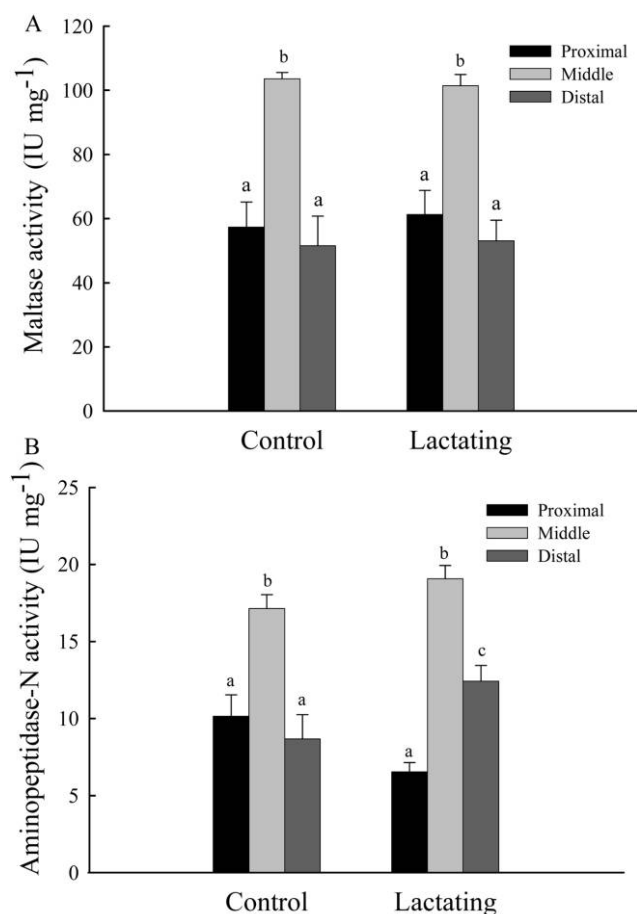 A
Maltase activity (IU mg-1)
120
100
80
60
40
20
0
Proximal
Middle
Distal
a
b
a
a
b
a
Control
Lactating
B
Aminopeptidase-N activity (IU mg-1)
25
20
15
10
5
0
Proximal
Middle
Distal
a
b
a
a
b
c
Control
Lactating